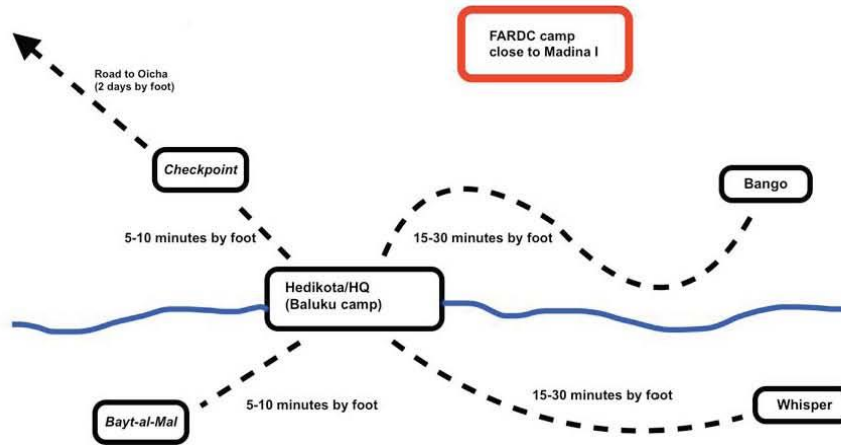 FARDC camp
close to Madina I
Road to Oicha
(2 days by foot)
Checkpoint
Bango
5-10 minutes by foot
15-30 minutes by foot
Hedikota/HQ
(Baluku camp)
15-30 minutes by foot
5-10 minutes by foot
Whisper
Bayt-al-Mal